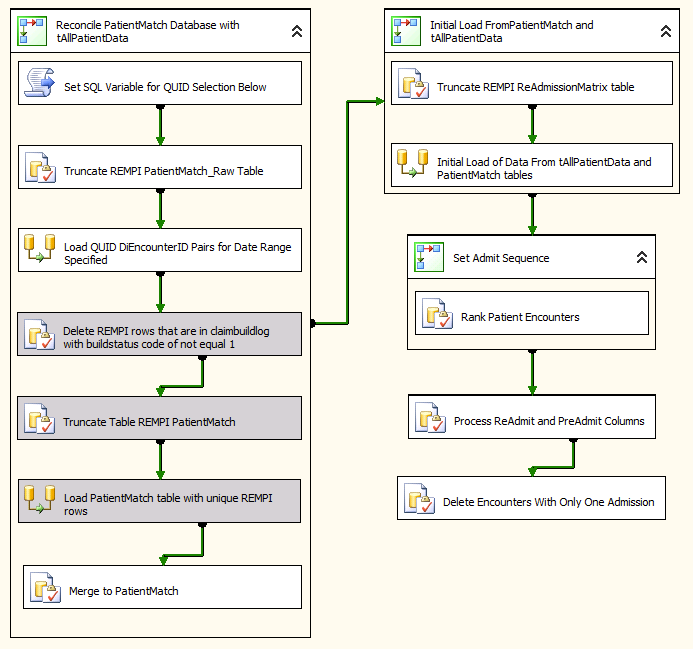 Reconcile PatientMatch Database with
tAllPatientData
Set SQL Variable for QUID Selection Below
Truncate REMPI PatientMatch_Raw Table
Load QUID DiEncounterID Pairs for Date Range
Specified
Delete REMPI rows that are in claimbuildlog
with buildstatus code of not equal 1
Truncate Table REMPI PatientMatch
Load PatientMatch table with unique REMPI
rows
Merge to PatientMatch
Initial Load FromPatientMatch and
tAllPatientData
Truncate REMPI ReAdmissionMatrix table
Initial Load of Data From tAllPatientData and
PatientMatch tables
Set Admit Sequence
Rank Patient Encounters
Process ReAdmit and PreAdmit Columns
Delete Encounters With Only One Admission